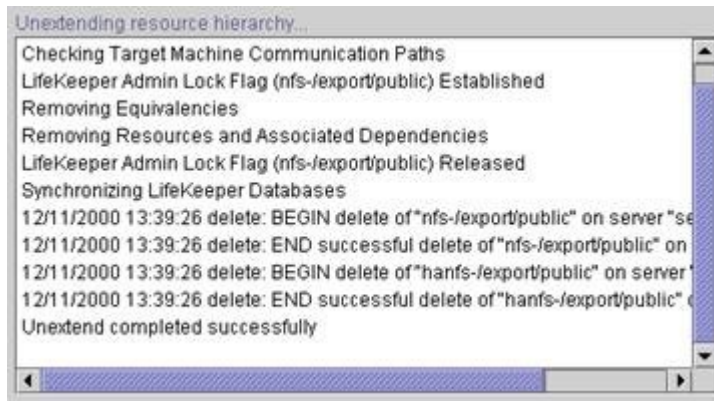 Unextending resource hierarchy...
Checking Target Machine Communication Paths
LifeKeeper Admin Lock Flag (nfs-/export/public) Established
Removing Equivalencies
Removing Resources and Associated Dependencies
LifeKeeper Admin Lock Flag (nfs-/export/public) Released
Synchronizing LifeKeeper Databases
12/11/2000 13:39:26 delete: BEGIN delete of "nfs-/export/public" on server "se
12/11/2000 13:39:26 delete: END successful delete of "nfs-/export/public" on
12/11/2000 13:39:26 delete: BEGIN delete of "hanfs-/export/public" on server "
12/11/2000 13:39:26 delete: END successful delete of "hanfs-/export/public"
Unextend completed successfully